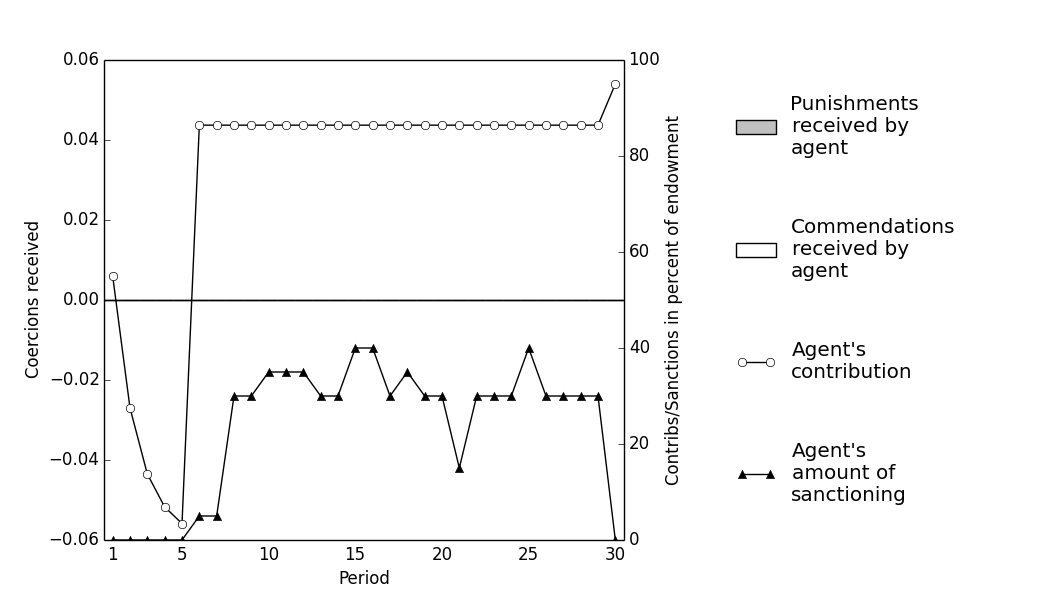 0.06
0.04
0.02
0.00
−0.02
−0.04
−0.06
Coercions received
1
5
10
15
20
25
30
Period
100
80
60
40
20
0
Contribs/Sanctions in percent of endowment
Punishments
received by
agent
Commendations
received by
agent
Agent's
contribution
Agent's
amount of
sanctioning